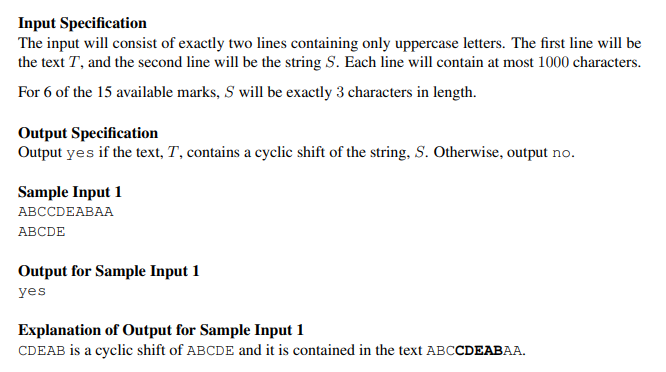 Input Specification
The input will consist of exactly two lines containing only uppercase letters. The first line will be
the text T, and the second line will be the string S. Each line will contain at most 1000 characters.
For 6 of the 15 available marks, S will be exactly 3 characters in length.
Output Specification
Output yes if the text, T, contains a cyclic shift of the string, S. Otherwise, output no.
Sample Input 1
ABCCDEABAA
ABCDE
Output for Sample Input 1
yes
Explanation of Output for Sample Input 1
CDEAB is a cyclic shift of ABCDE and it is contained in the text ABCCDEABAA.